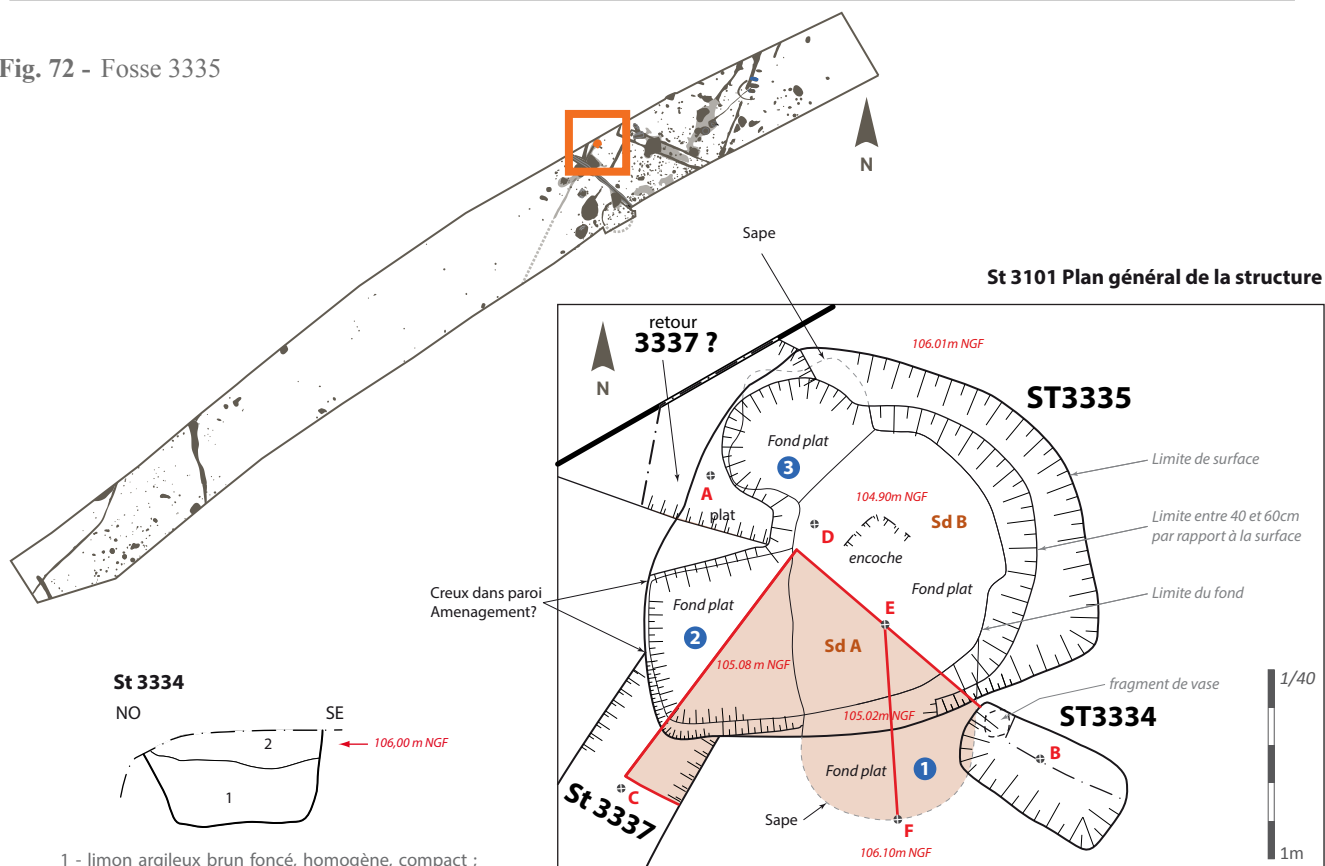 Fig. 72 - Fosse 3335
N
Sape
St 3101 Plan général de la structure
retour
3337 ?
N
106.01m NGF
ST3335
Fond plat
3
Limite de surface
A
plat
104.90m NGF
Sd B
D
Limite entre 40 et 60cm
par rapport à la surface
encoche
Creux dans paroi
Amenagement?
Fond plat
2
Fond plat
Limite du fond
E
Sd A
105.08 m NGF
St 3334
NO
SE
2
106,00 m NGF
1
fragment de vase
1/40
105.02m NGF
ST3334
B
Fond plat
1
C
St 3337
Sape
F
106.10m NGF
1m
1 - limon argileux brun foncé, homogène, compact ;